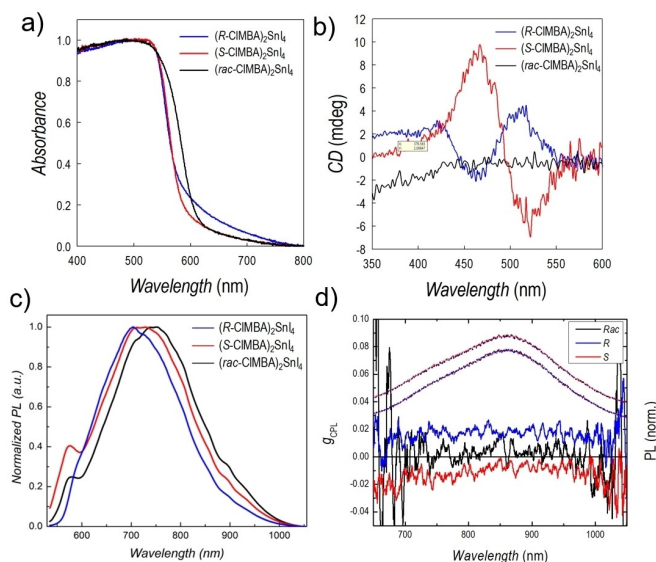 a)
(R-ClMBA)₂SnI₄
(S-ClMBA)₂SnI₄
(rac-ClMBA)₂SnI₄
Absorbance
1.0
0.8
0.6
0.4
0.2
0.0
400 500 600 700 800
Wavelength (nm)
b)
(R-ClMBA)₂SnI₄
(S-ClMBA)₂SnI₄
(rac-ClMBA)₂SnI₄
CD (mdeg)
12
10
8
6
4
2
0
-2
-4
-6
-8
350 400 450 500 550 600
Wavelength (nm)
c)
(R-ClMBA)₂SnI₄
(S-ClMBA)₂SnI₄
(rac-ClMBA)₂SnI₄
Normalized PL (a.u.)
1.0
0.8
0.6
0.4
0.2
0.0
600 700 800 900 1000
Wavelength (nm)
d)
Rac
R
S
gCPL
0.10
0.08
0.06
0.04
0.02
0.00
-0.02
-0.04
PL (norm.)
700 800 900 1000
Wavelength (nm)